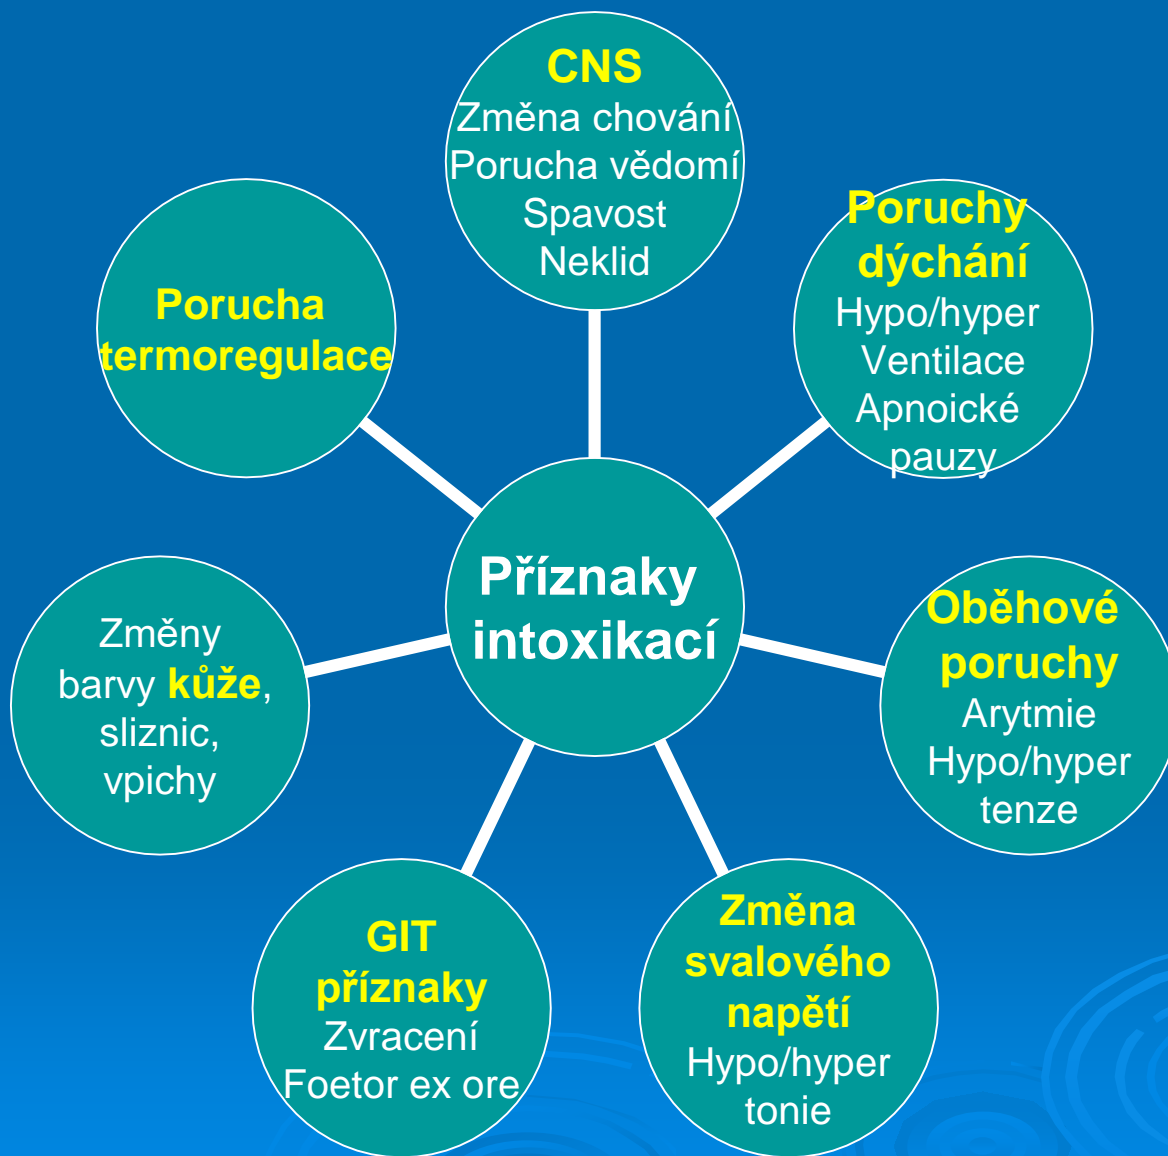 CNS
Změna chování
Porucha vědomí
Spavost
Neklid
Poruchy
dýchání
Hypo/hyper
Ventilace
Apnoické
pauzy
Oběhové
poruchy
Arytmie
Hypo/hyper
tenze
Změna
svalového
napětí
Hypo/hyper
tonie
GIT
příznaky
Zvracení
Foetor ex ore
Změny
barvy kůže,
sliznic,
vpichy
Porucha
termoregulace
Příznaky
intoxikací